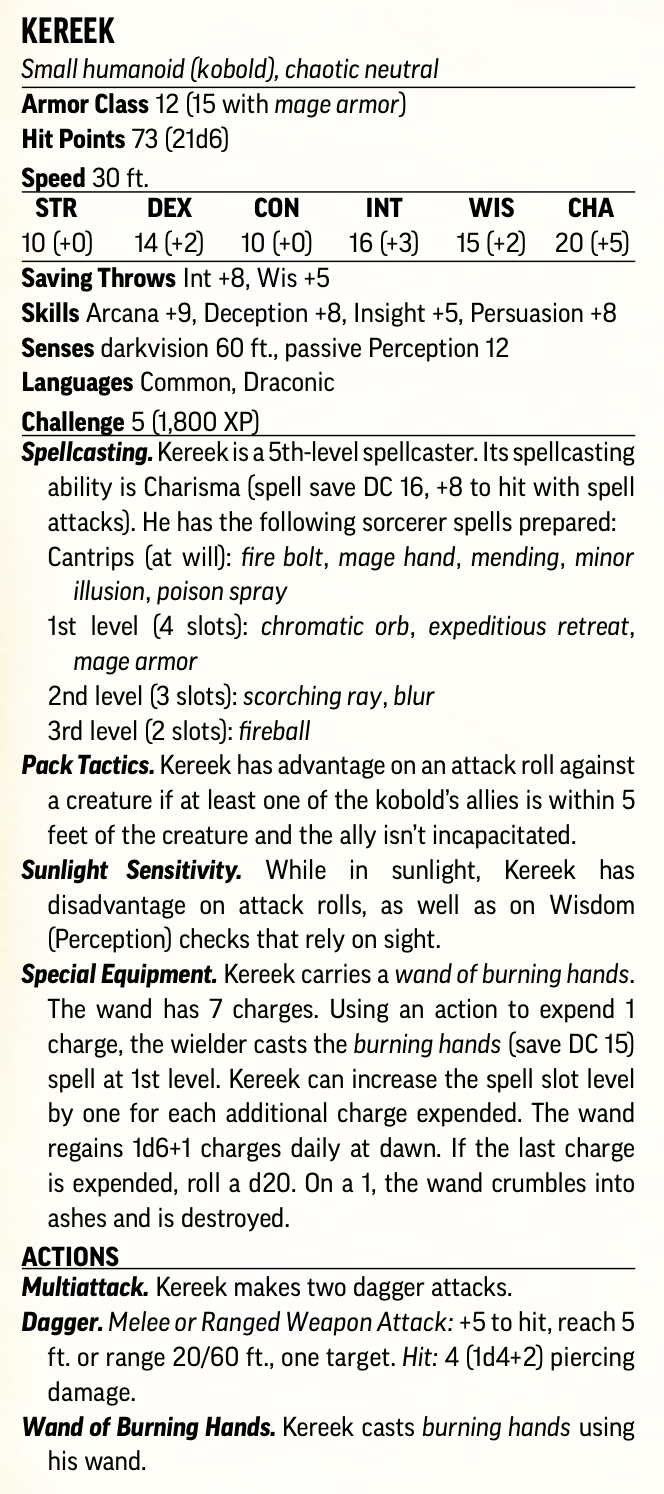 KEREEK
Small humanoid (kobold), chaotic neutral
Armor Class 12 (15 with mage armor)
Hit Points 73 (21d6)
Speed 30 ft.
STR DEX CON INT WIS CHA
10 (+0) 14 (+2) 10 (+0) 16 (+3) 15 (+2) 20 (+5)
Saving Throws Int +8, Wis +5
Skills Arcana +9, Deception +8, Insight +5, Persuasion +8
Senses darkvision 60 ft., passive Perception 12
Languages Common, Draconic
Challenge 5 (1,800 XP)
Spellcasting. Kereek is a 5th-level spellcaster. Its spellcasting
ability is Charisma (spell save DC 16, +8 to hit with spell
attacks). He has the following sorcerer spells prepared:
Cantrips (at will): fire bolt, mage hand, mending, minor
illusion, poison spray
1st level (4 slots): chromatic orb, expeditious retreat,
mage armor
2nd level (3 slots): scorching ray, blur
3rd level (2 slots): fireball
Pack Tactics. Kereek has advantage on an attack roll against
a creature if at least one of the kobold's allies is within 5
feet of the creature and the ally isn't incapacitated.
Sunlight Sensitivity. While in sunlight, Kereek has
disadvantage on attack rolls, as well as on Wisdom
(Perception) checks that rely on sight.
Special Equipment. Kereek carries a wand of burning hands.
The wand has 7 charges. Using an action to expend 1
charge, the wielder casts the burning hands (save DC 15)
spell at 1st level. Kereek can increase the spell slot level
by one for each additional charge expended. The wand
regains 1d6+1 charges daily at dawn. If the last charge
is expended, roll a d20. On a 1, the wand crumbles into
ashes and is destroyed.
ACTIONS
Multiattack. Kereek makes two dagger attacks.
Dagger. Melee or Ranged Weapon Attack: +5 to hit, reach 5
ft. or range 20/60 ft., one target. Hit: 4 (1d4+2) piercing
damage.
Wand of Burning Hands. Kereek casts burning hands using
his wand.